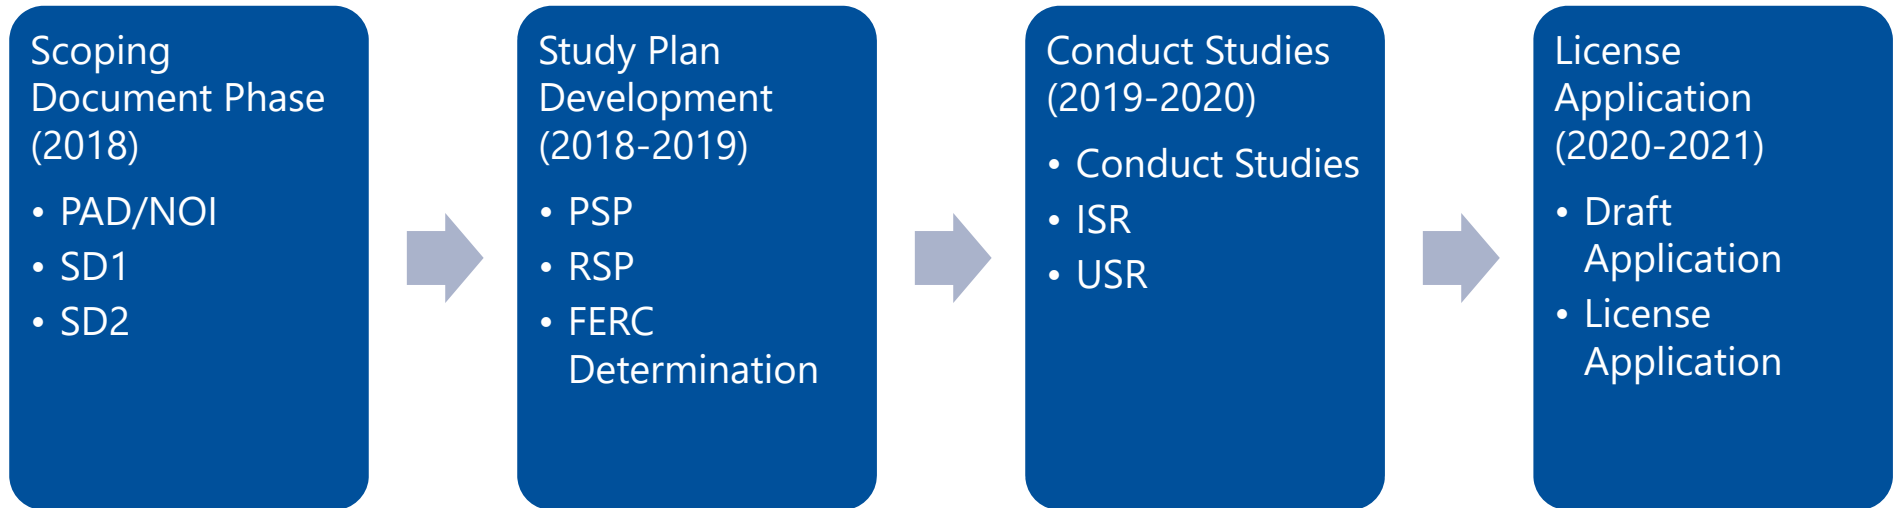 Scoping
Document Phase
(2018)
• PAD/NOI
• SD1
• SD2
Study Plan
Development
(2018-2019)
• PSP
• RSP
• FERC
Determination
Conduct Studies
(2019-2020)
• Conduct Studies
• ISR
• USR
License
Application
(2020-2021)
• Draft
Application
• License
Application